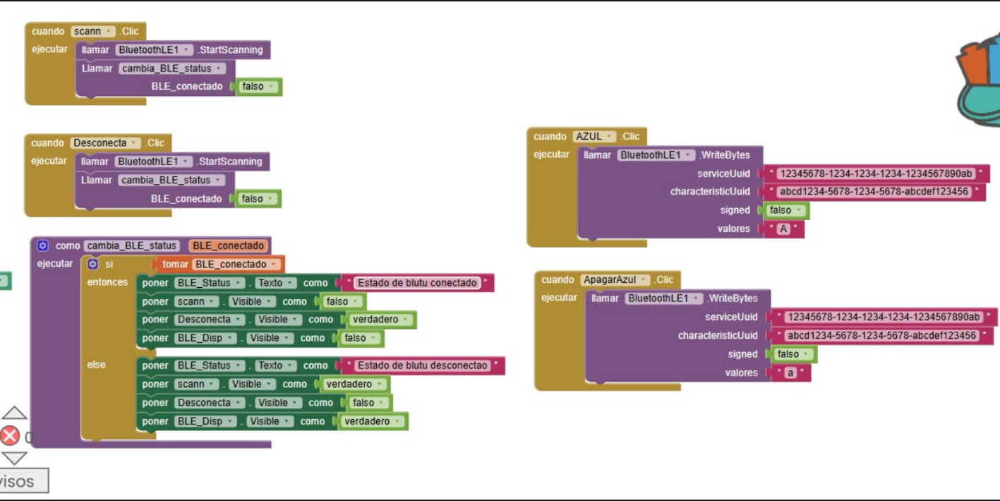 cuando scann .Clic
ejecutar llamar BluetoothLE1 .StartScanning
Llamar cambia_BLE_status
BLE_conectado falso
cuando Desconecta .Clic
ejecutar llamar BluetoothLE1 .StartScanning
Llamar cambia_BLE_status
BLE_conectado falso
como cambia_BLE_status BLE_conectado
ejecutar si tomar BLE_conectado
entonces poner BLE_Status . Texto como " Estado de blutu conectado "
poner scann . Visible como falso
poner Desconecta . Visible como verdadero
poner BLE_Disp . Visible como falso
else poner BLE_Status . Texto como " Estado de blutu desconectao "
poner scann . Visible como verdadero
poner Desconecta . Visible como falso
poner BLE_Disp . Visible como verdadero
0
cuando AZUL .Clic
ejecutar llamar BluetoothLE1 .WriteBytes
serviceUuid " 12345678-1234-1234-1234-1234567890ab "
characteristicUuid " abcd1234-5678-1234-5678-abcdef123456 "
signed falso
valores " A "
cuando ApagarAzul .Clic
ejecutar llamar BluetoothLE1 .WriteBytes
serviceUuid " 12345678-1234-1234-1234-1234567890ab "
characteristicUuid " abcd1234-5678-1234-5678-abcdef123456 "
signed falso
valores " a "